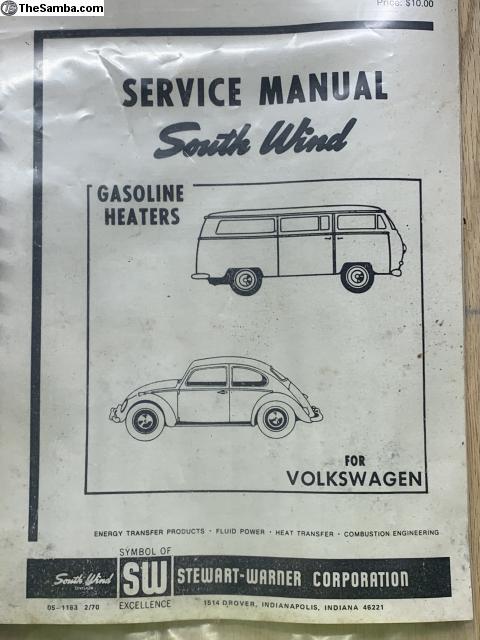 TheSamba.com
Price: $10.00
SERVICE MANUAL
South Wind
GASOLINE
HEATERS
FOR
VOLKSWAGEN
ENERGY TRANSFER PRODUCTS · FLUID POWER · HEAT TRANSFER · COMBUSTION ENGINEERING
SYMBOL OF
South Wind
DIVISION
SW
STEWART-WARNER CORPORATION
EXCELLENCE
05-1183 2/70
1514 DROVER, INDIANAPOLIS, INDIANA 46221